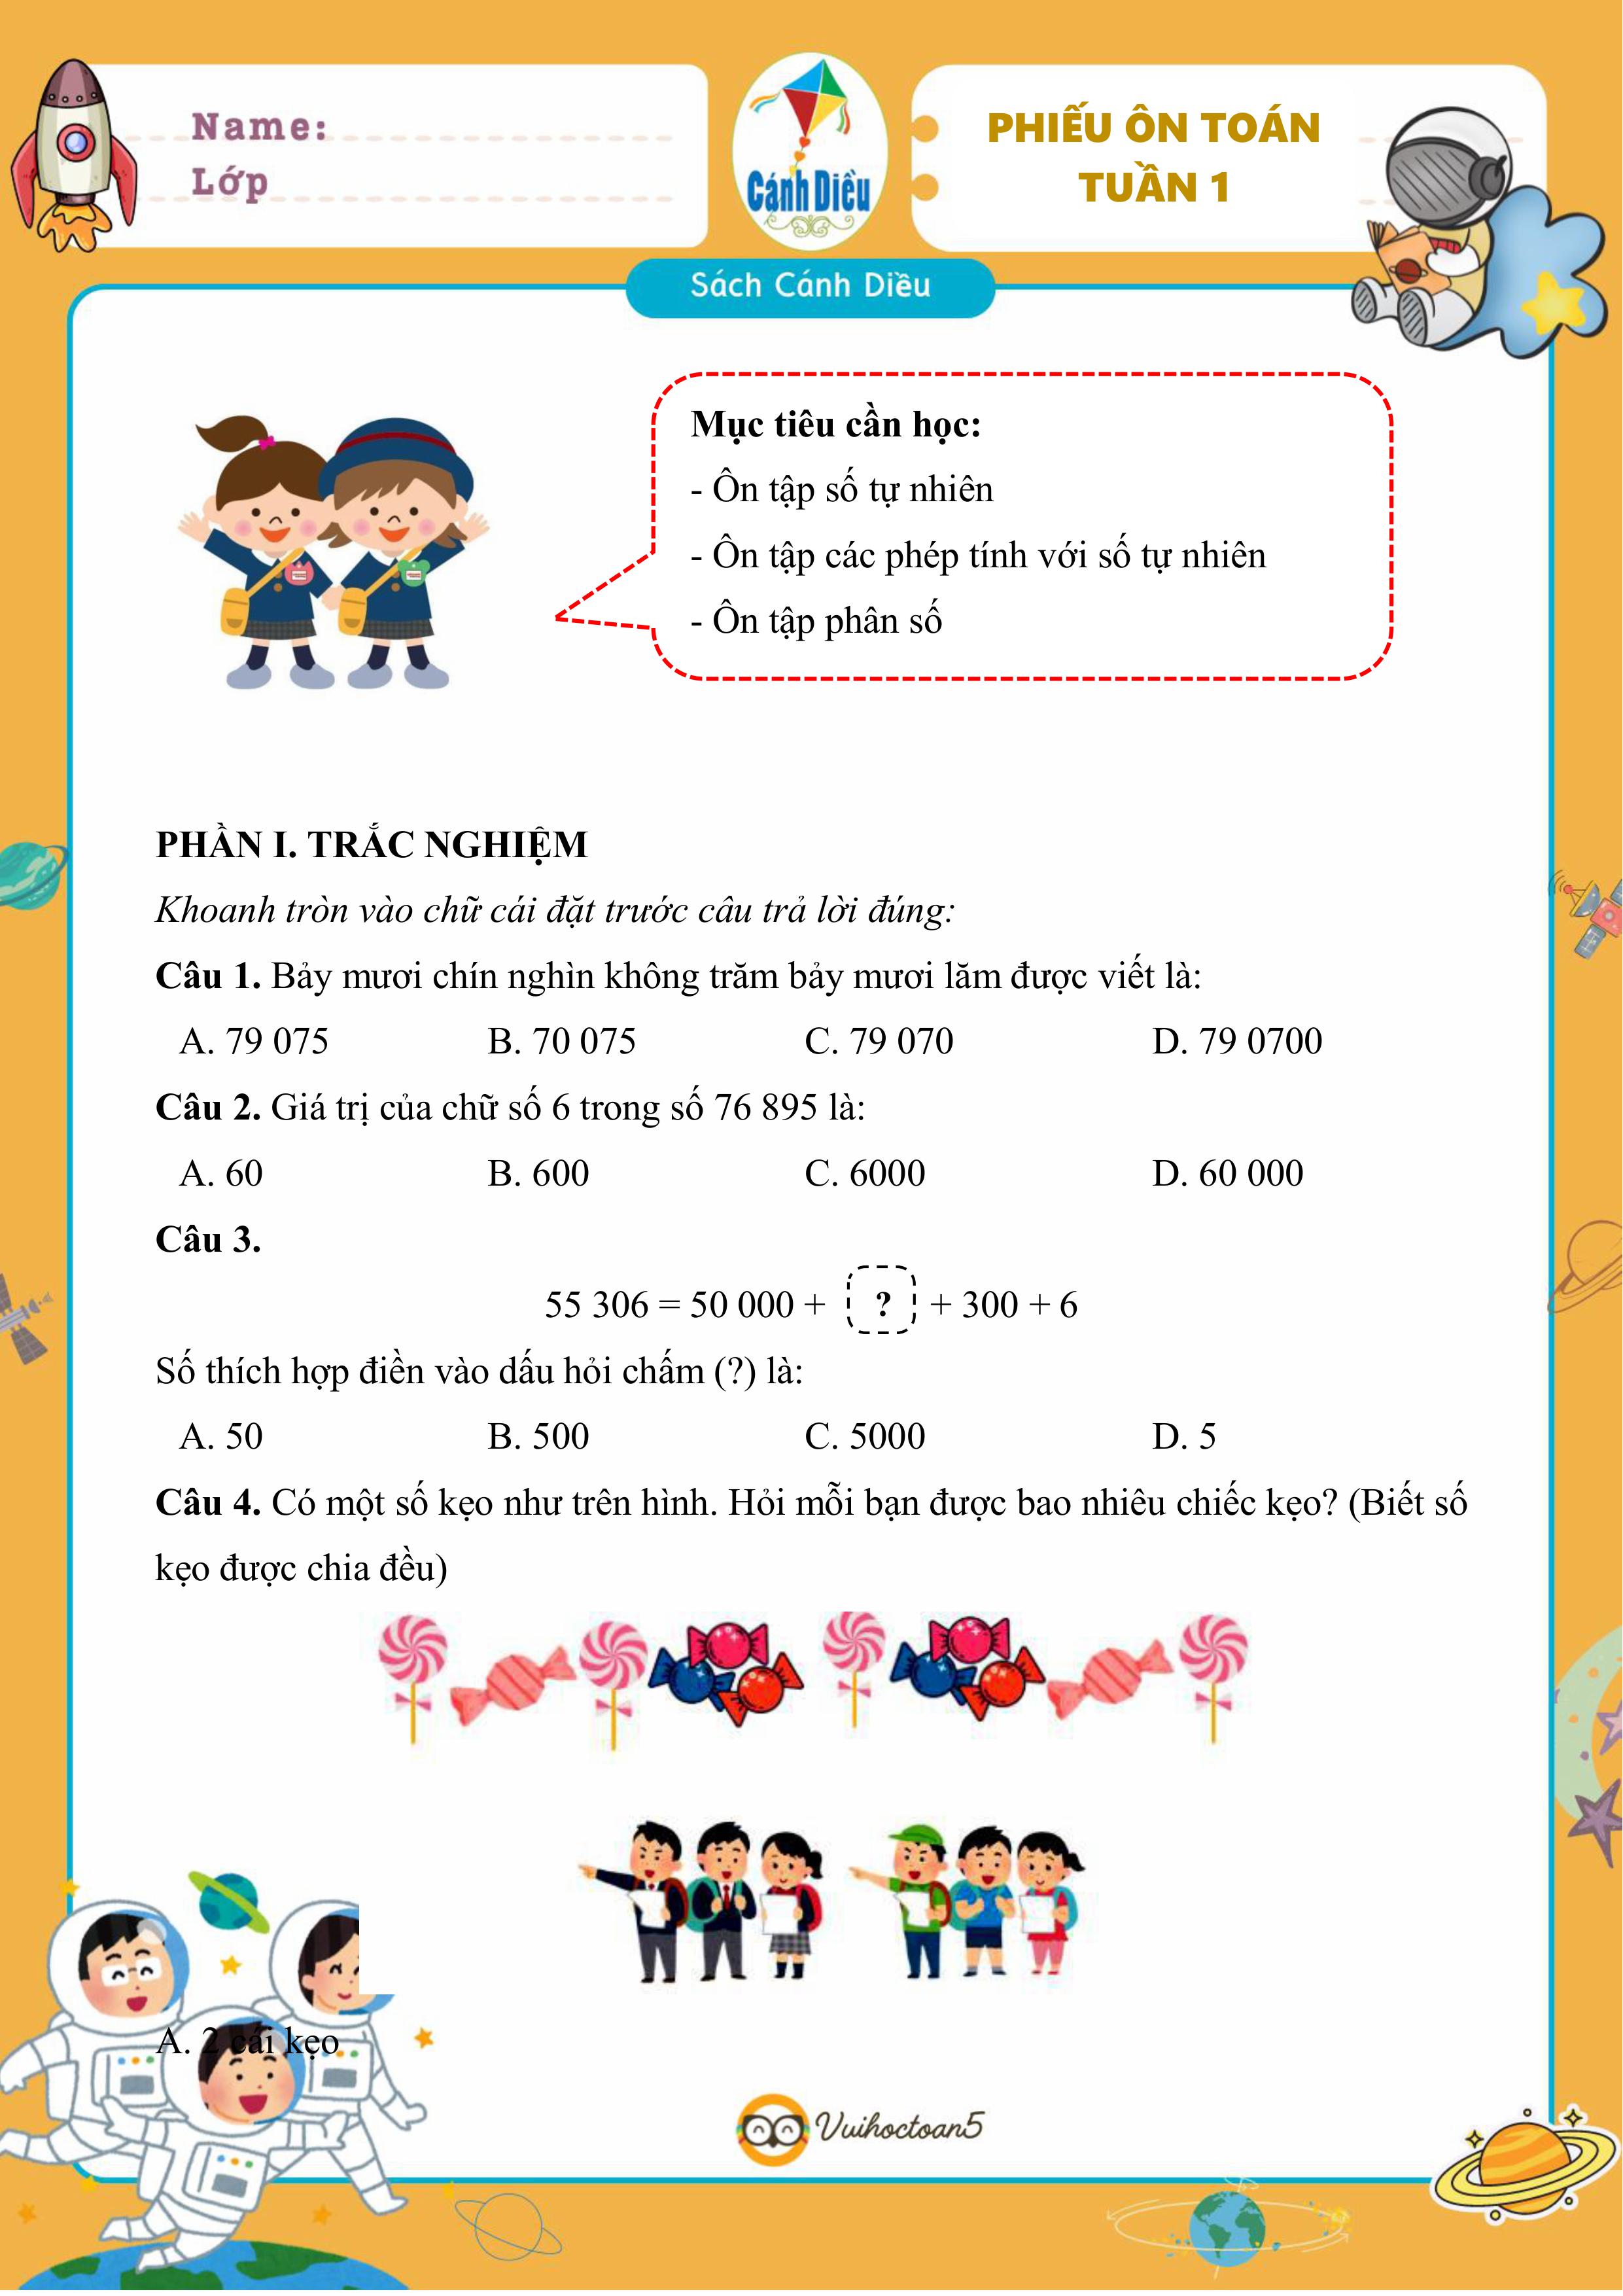 Name:
Lớp
Cánh Diều
PHIẾU ÔN TOÁN
TUẦN 1
Sách Cánh Diều
Mục tiêu cần học:
- Ôn tập số tự nhiên
- Ôn tập các phép tính với số tự nhiên
- Ôn tập phân số
PHẦN I. TRẮC NGHIỆM
Khoanh tròn vào chữ cái đặt trước câu trả lời đúng:
Câu 1. Bảy mươi chín nghìn không trăm bảy mươi lăm được viết là:
A. 79 075 B. 70 075 C. 79 070 D. 79 0700
Câu 2. Giá trị của chữ số 6 trong số 76 895 là:
A. 60 B. 600 C. 6000 D. 60 000
Câu 3.
55 306 = 50 000 + ? + 300 + 6
Số thích hợp điền vào dấu hỏi chấm (?) là:
A. 50 B. 500 C. 5000 D. 5
Câu 4. Có một số kẹo như trên hình. Hỏi mỗi bạn được bao nhiêu chiếc kẹo? (Biết số
kẹo được chia đều)
A. 2 cái kẹo
Vuihoctoan5